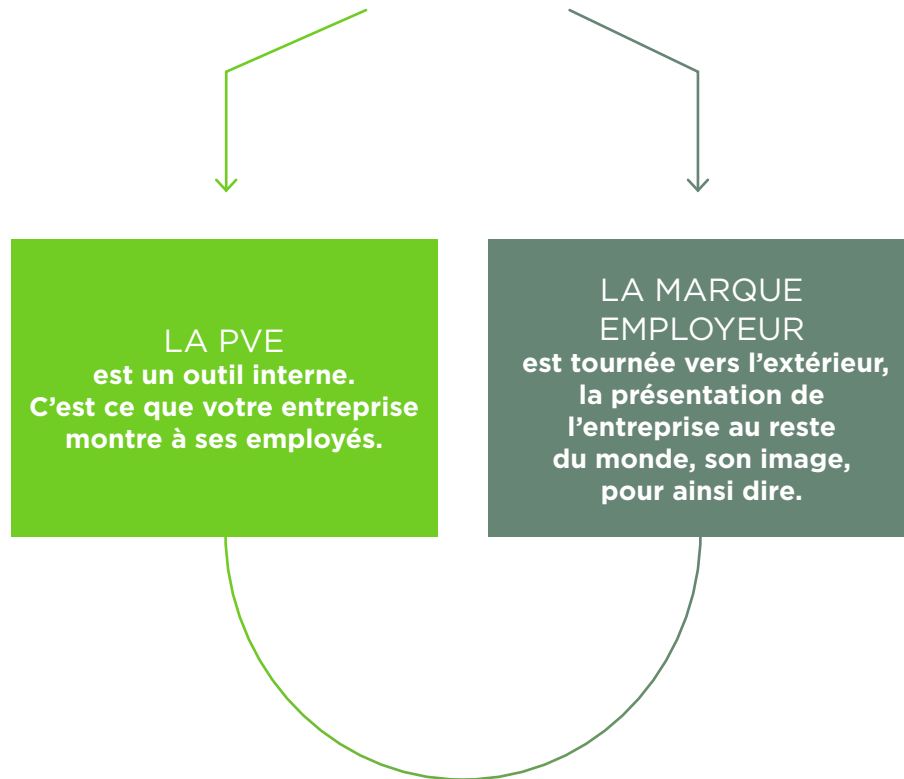 LA PVE
est un outil interne.
C’est ce que votre entreprise
montre à ses employés.
LA MARQUE
EMPLOYEUR
est tournée vers l’extérieur,
la présentation de
l’entreprise au reste
du monde, son image,
pour ainsi dire.